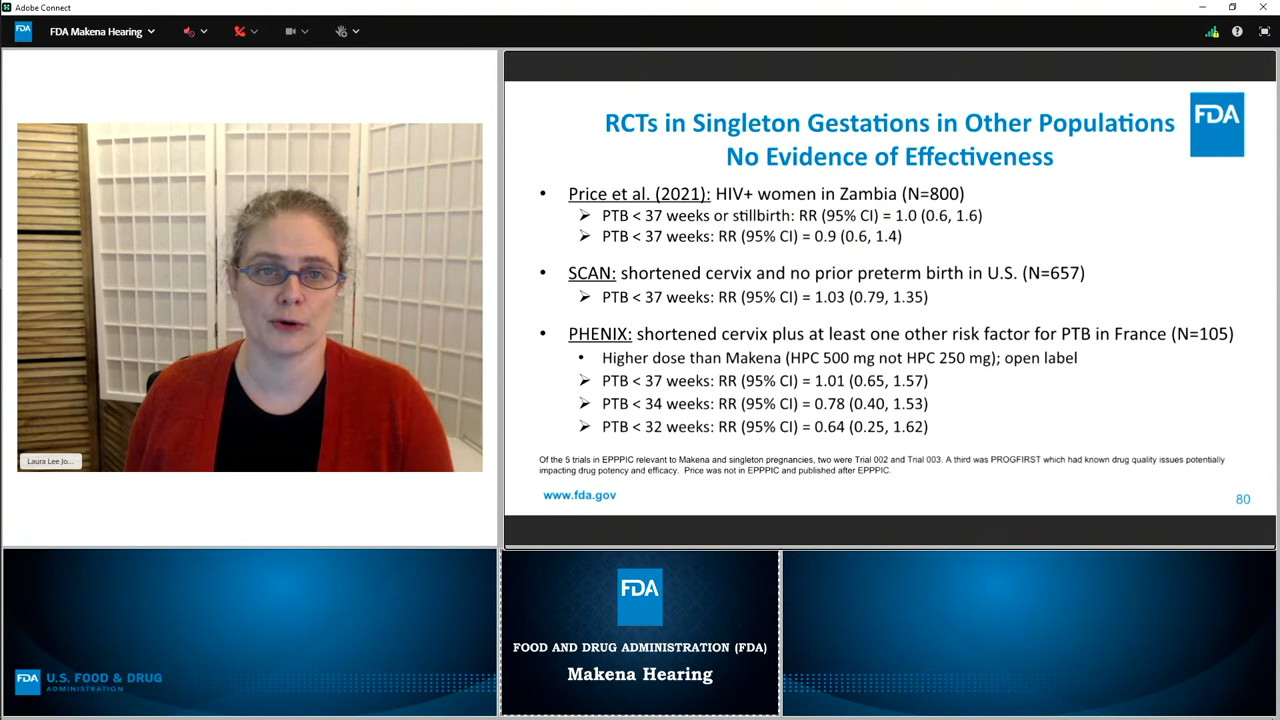 Adobe Connect
FDA
FDA Makena Hearing
RCTs in Singleton Gestations in Other Populations
No Evidence of Effectiveness
FDA
• Price et al. (2021): HIV+ women in Zambia (N=800)
➢ PTB < 37 weeks or stillbirth: RR (95% CI) = 1.0 (0.6, 1.6)
➢ PTB < 37 weeks: RR (95% CI) = 0.9 (0.6, 1.4)
• SCAN: shortened cervix and no prior preterm birth in U.S. (N=657)
➢ PTB < 37 weeks: RR (95% CI) = 1.03 (0.79, 1.35)
• PHENIX: shortened cervix plus at least one other risk factor for PTB in France (N=105)
• Higher dose than Makena (HPC 500 mg not HPC 250 mg); open label
➢ PTB < 37 weeks: RR (95% CI) = 1.01 (0.65, 1.57)
➢ PTB < 34 weeks: RR (95% CI) = 0.78 (0.40, 1.53)
➢ PTB < 32 weeks: RR (95% CI) = 0.64 (0.25, 1.62)
Of the 5 trials in EPPPIC relevant to Makena and singleton pregnancies, two were Trial 002 and Trial 003. A third was PROGFIRST which had known drug quality issues potentially
impacting drug potency and efficacy. Price was not in EPPPIC and published after EPPPIC.
www.fda.gov
80
Laura Lee Jo...
FDA
FOOD AND DRUG ADMINISTRATION (FDA)
Makena Hearing
FDA U.S. FOOD & DRUG
ADMINISTRATION